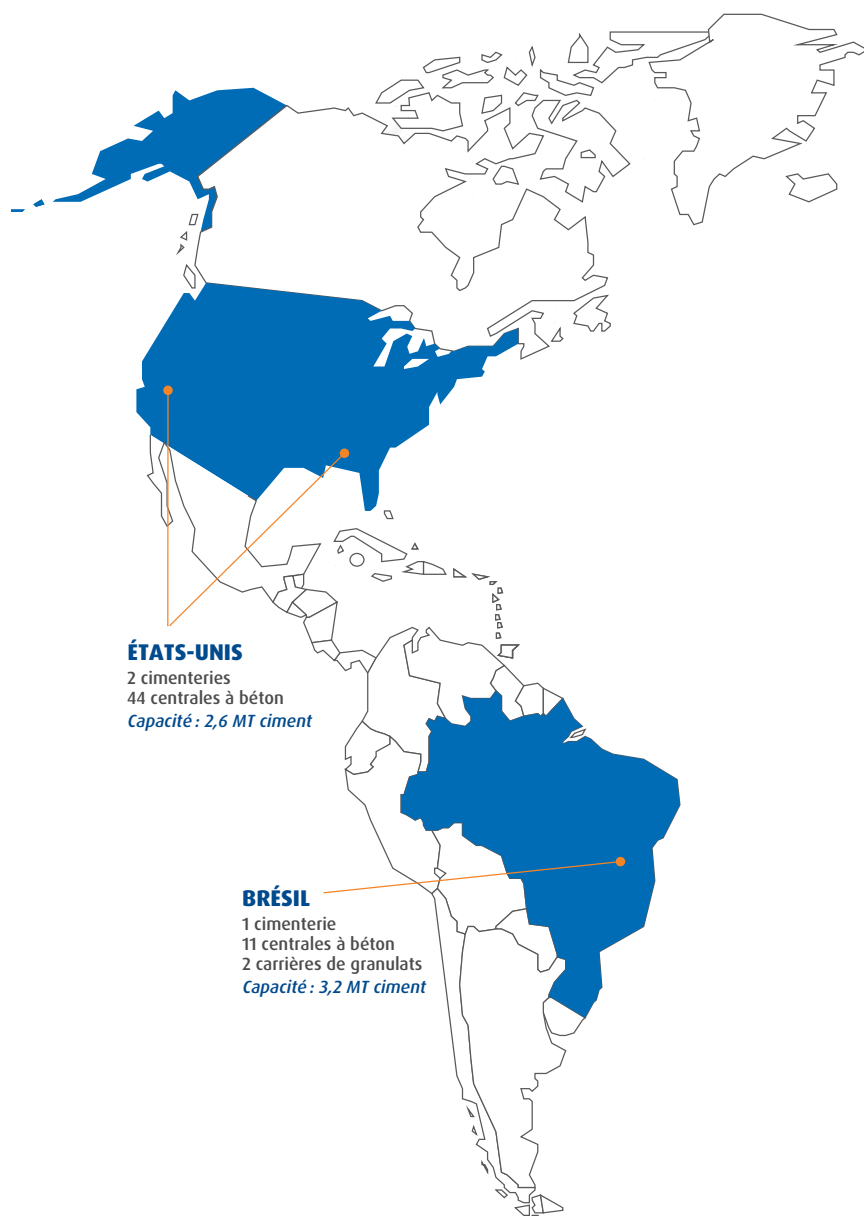 ÉTATS-UNIS
2 cimenteries
44 centrales à béton
Capacité : 2,6 MT ciment
BRÉSIL
1 cimenterie
11 centrales à béton
2 carrières de granulats
Capacité : 3,2 MT ciment